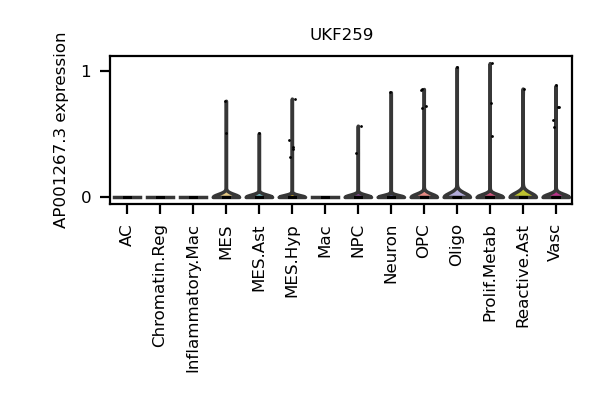 UKF259
AP001267.3 expression
1
0
AC
Chromatin.Reg
Inflammatory.Mac
MES
MES.Ast
MES.Hyp
Mac
NPC
Neuron
OPC
Oligo
Prolif.Metab
Reactive.Ast
Vasc